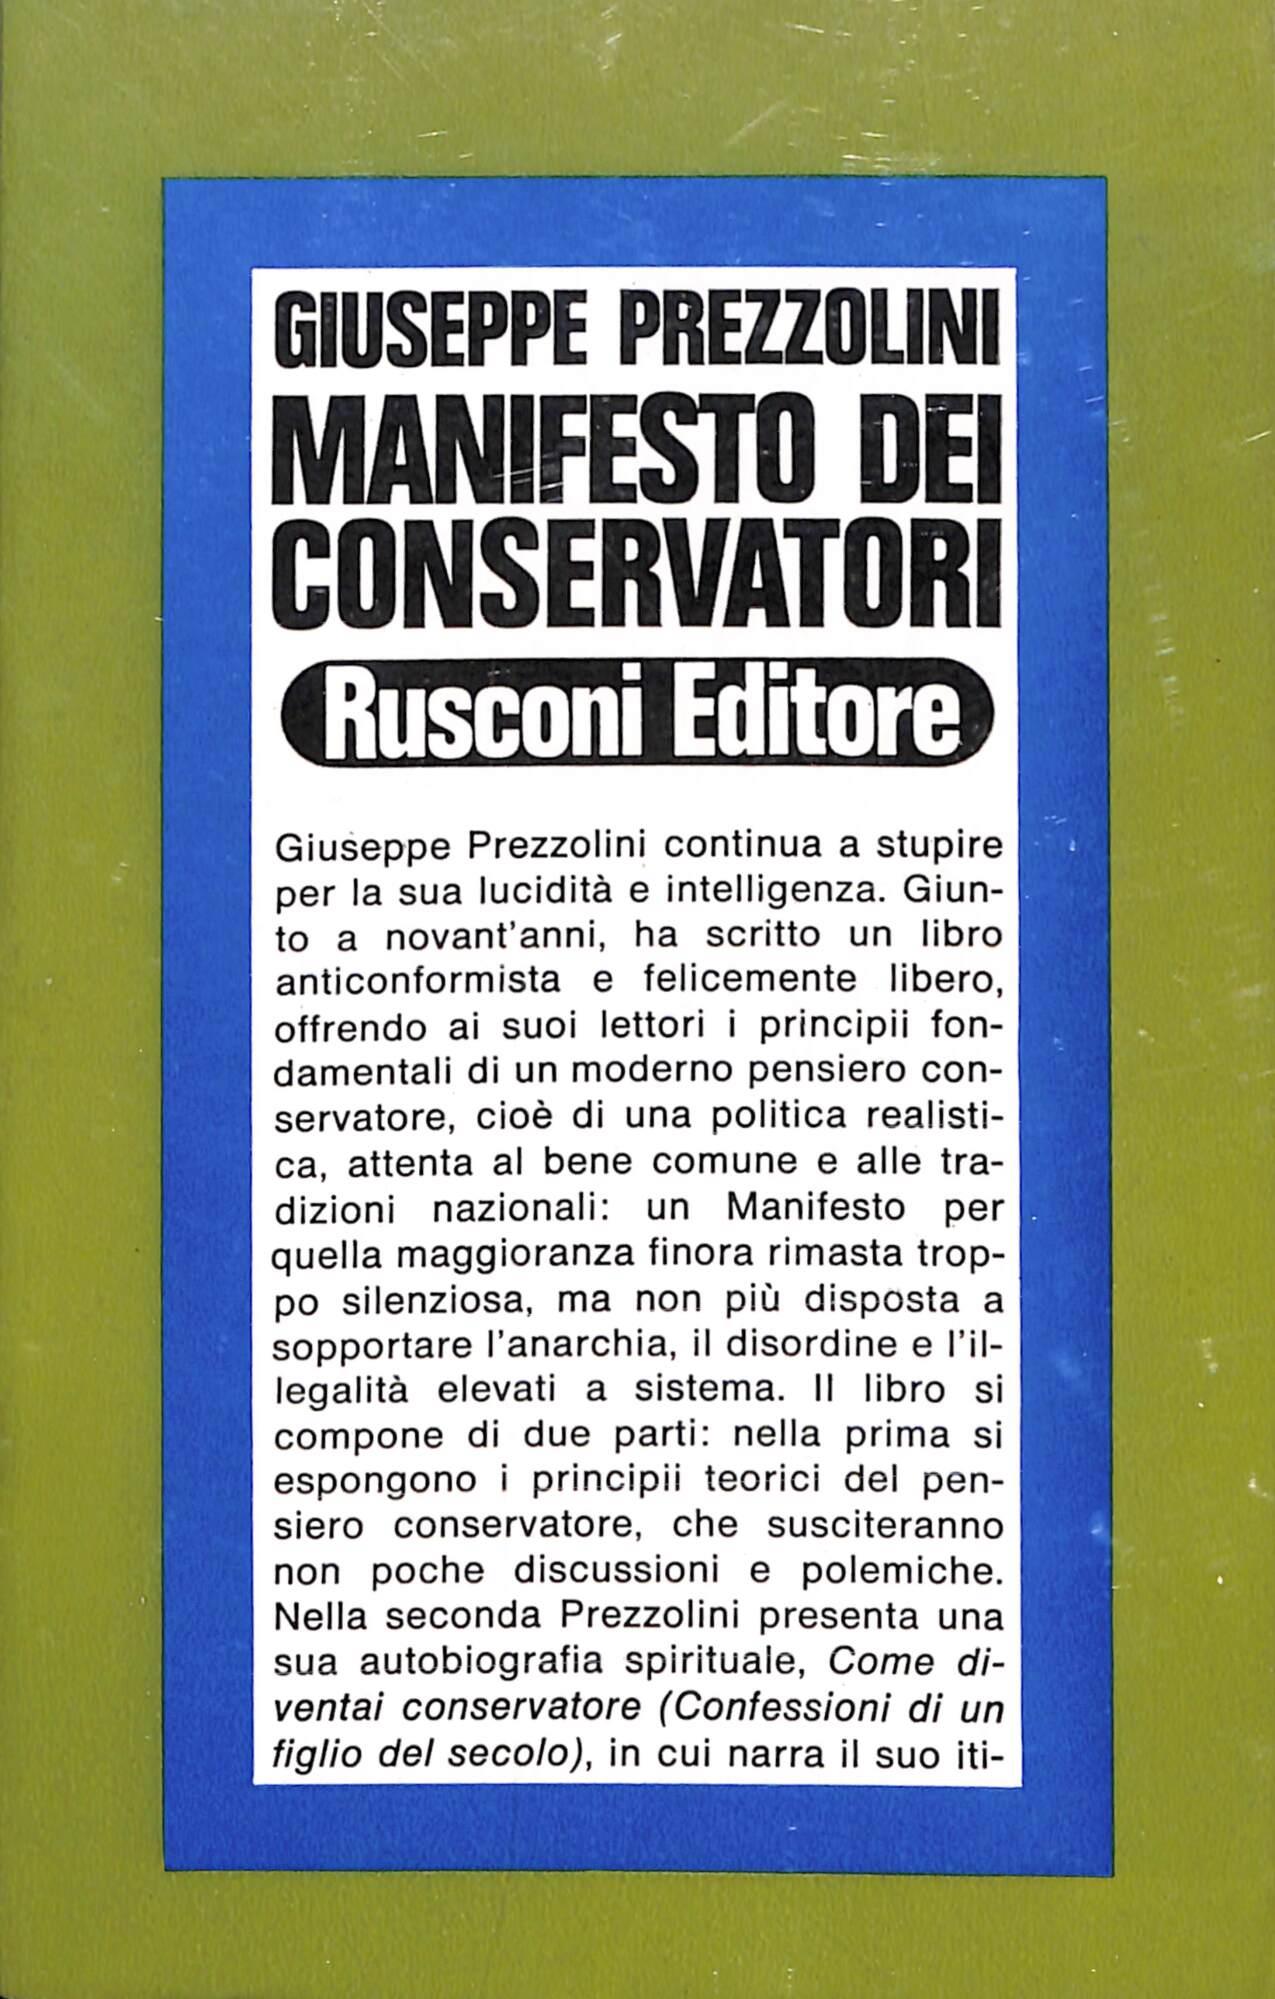 GIUSEPPE PREZZOLINI
MANIFESTO DEI
CONSERVATORI
Rusconi Editore
Giuseppe Prezzolini continua a stupire
per la sua lucidità e intelligenza. Giun-
to a novant'anni, ha scritto un libro
anticonformista e felicemente libero,
offrendo ai suoi lettori i principii fon-
damentali di un moderno pensiero con-
servatore, cioè di una politica realisti-
ca, attenta al bene comune e alle tra-
dizioni nazionali: un Manifesto per
quella maggioranza finora rimasta trop-
po silenziosa, ma non più disposta a
sopportare l'anarchia, il disordine e l'il-
legalità elevati a sistema. Il libro si
compone di due parti: nella prima si
espongono i principii teorici del pen-
siero conservatore, che susciteranno
non poche discussioni e polemiche.
Nella seconda Prezzolini presenta una
sua autobiografia spirituale, Come di-
ventai conservatore (Confessioni di un
figlio del secolo), in cui narra il suo iti-